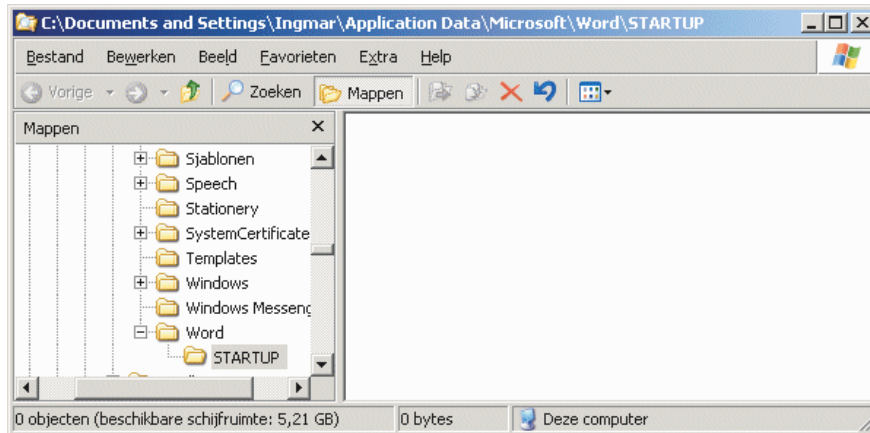 C:\Documents and Settings\Ingmar\Application Data\Microsoft\Word\STARTUP
Bestand Bewerken Beeld Favorieten Extra Help
Vorige Zoeken Mappen
Mappen
Sjablonen
Speech
Stationery
SystemCertificate
Templates
Windows
Windows Messeng
Word
STARTUP
0 objecten (beschikbare schijfruimte: 5,21 GB) 0 bytes Deze computer